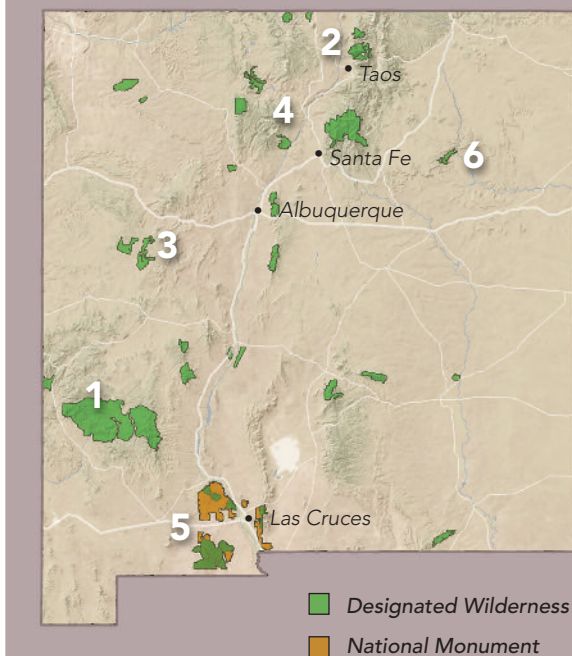 2
Taos
4
Santa Fe
6
Albuquerque
3
1
Las Cruces
5
Designated Wilderness
National Monument